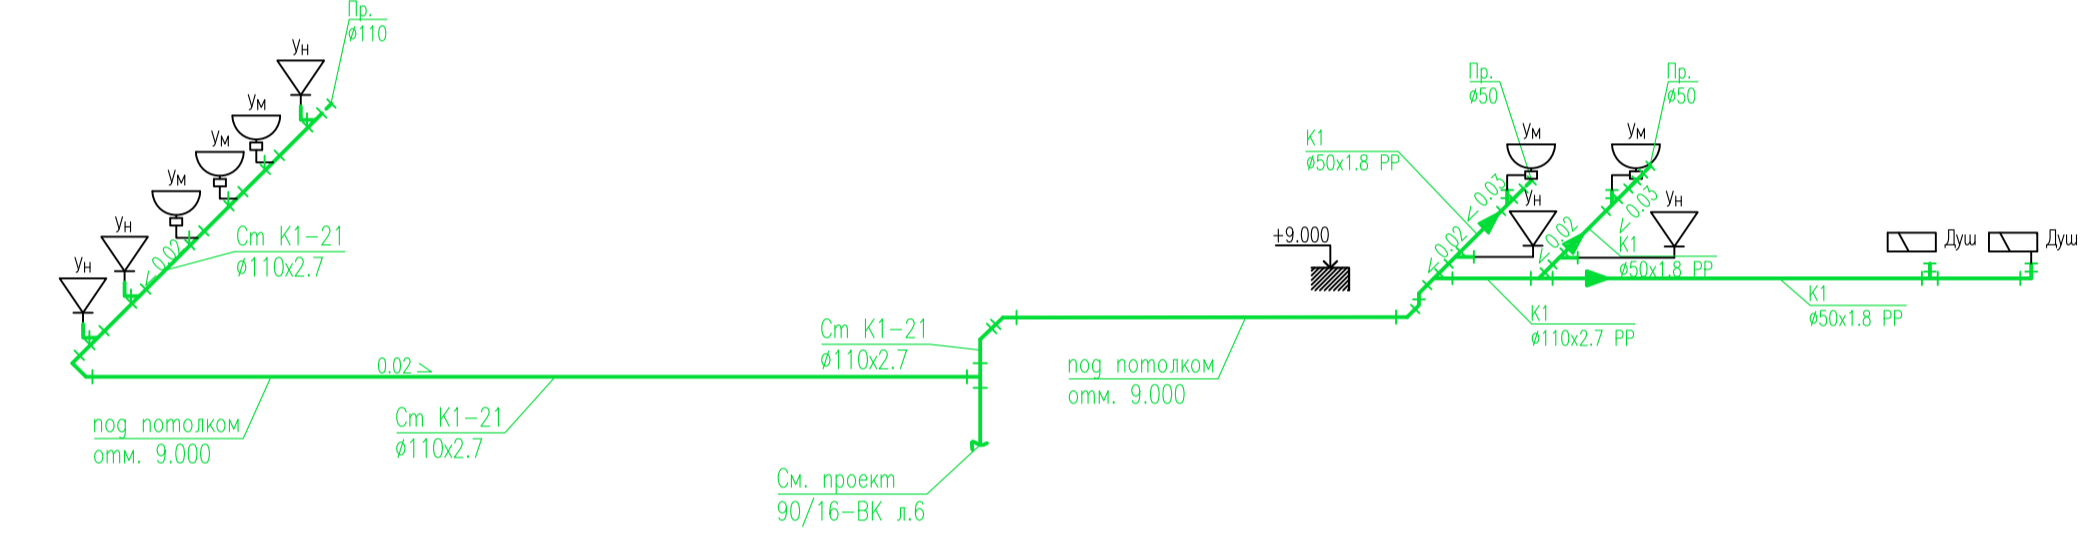 Пр.
ø110
Ун
Ум
Ум
Ум
Ун
Ун
< 0.02
Ст К1-21
ø110x2.7
0.02 >
под потолком
отм. 9.000
Ст К1-21
ø110x2.7
Ст К1-21
ø110x2.7
См. проект
90/16-ВК л.6
под потолком
отм. 9.000
+9.000
К1
ø50x1.8 PP
Пр.
ø50
Пр.
ø50
Ум
Ум
< 0.03
< 0.03
Ун
Ун
< 0.02
< 0.02
К1
ø50x1.8 PP
К1
ø110x2.7 PP
К1
ø50x1.8 PP
Душ
Душ